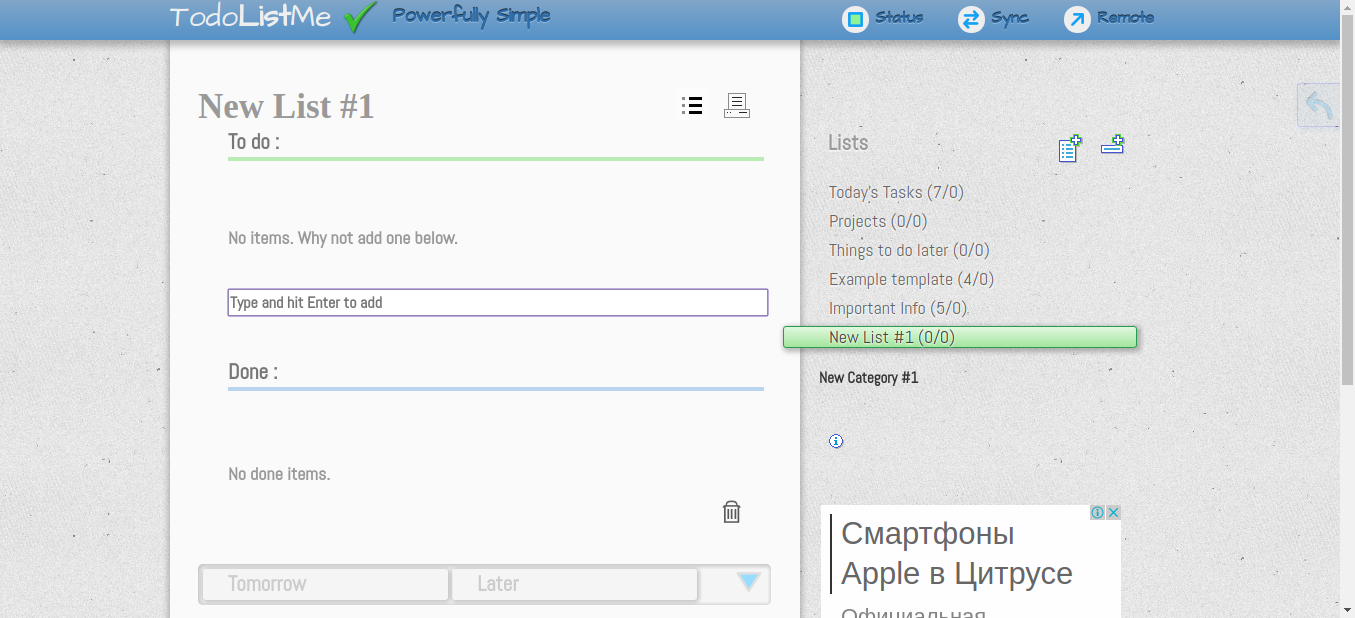 TodoListMe
Powerfully Simple
Status
Sync
Remote
New List #1
To do :
No items. Why not add one below.
Type and hit Enter to add
Done :
No done items.
Tomorrow
Later
Lists
Today's Tasks (7/0)
Projects (0/0)
Things to do later (0/0)
Example template (4/0)
Important Info (5/0)
New List #1 (0/0)
New Category #1
Смартфоны
Apple в Цитрусе
Официальная